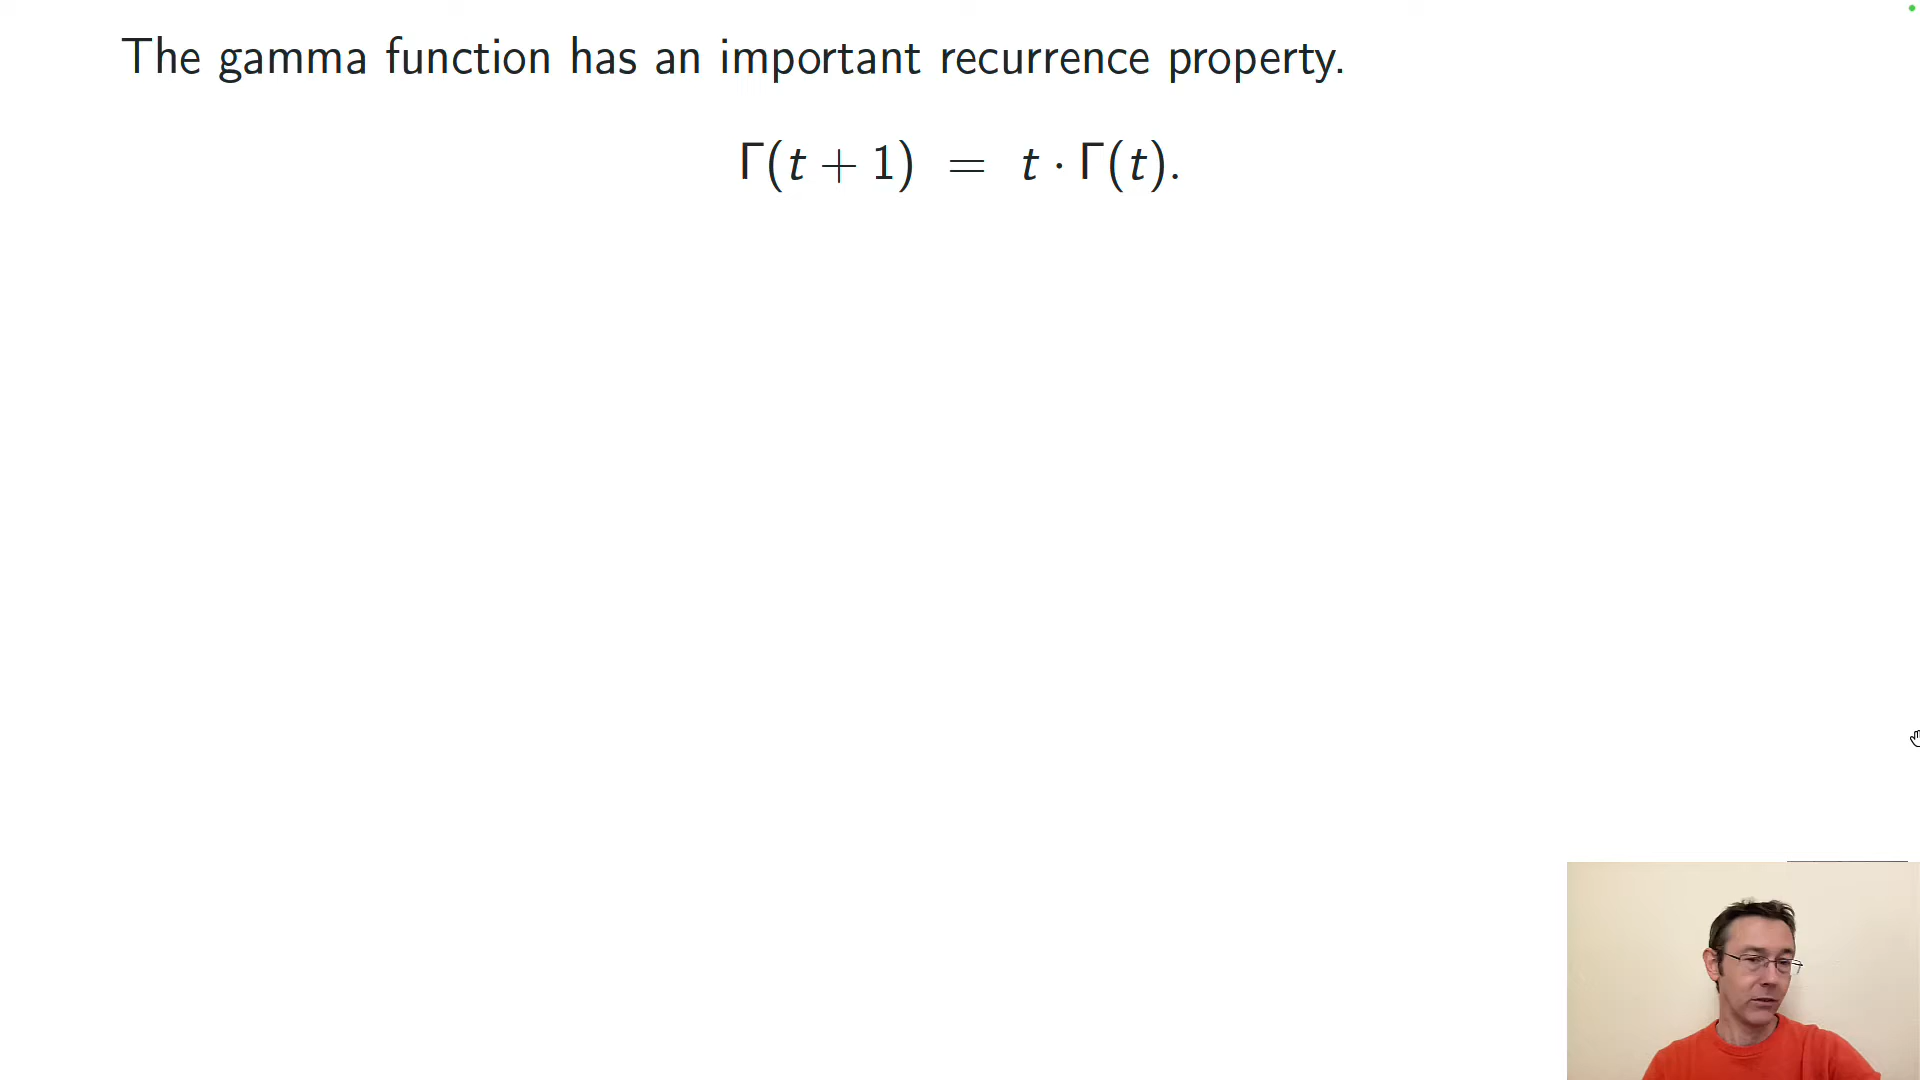 The gamma function has an important recurrence property.
Γ(t + 1) = t · Γ(t).